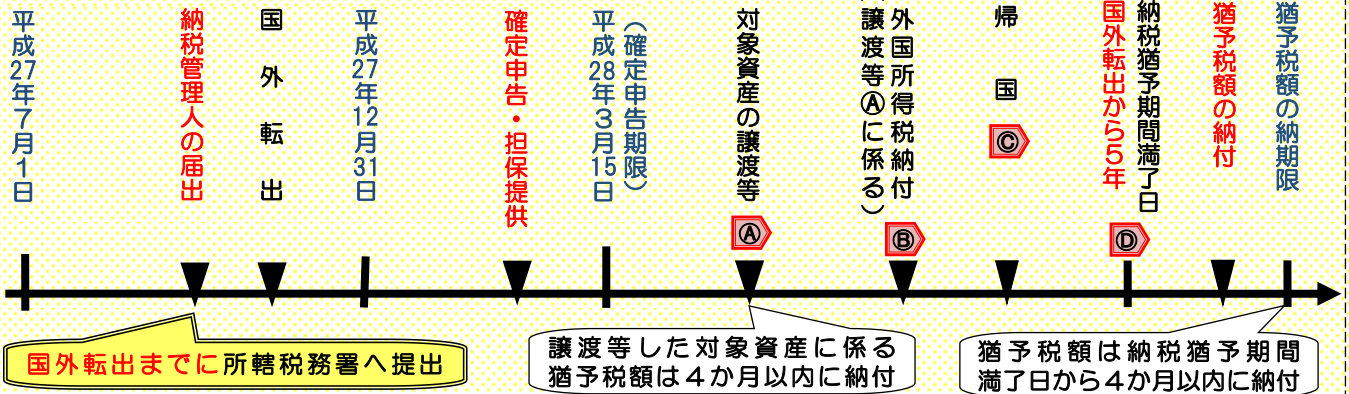 平成27年7月1日
納税管理人の届出
国外転出
平成27年12月31日
確定申告・担保提供
平成28年3月15日
（確定申告期限）
対象資産の譲渡等
外国所得税納付
（譲渡等Ⓐに係る）
帰国
納税猶予期間満了日
国外転出から５年
猶予税額の納付
猶予税額の納期限
Ⓐ
Ⓑ
Ⓒ
Ⓓ
国外転出までに所轄税務署へ提出
譲渡等した対象資産に係る
猶予税額は４か月以内に納付
猶予税額は納税猶予期間
満了日から４か月以内に納付